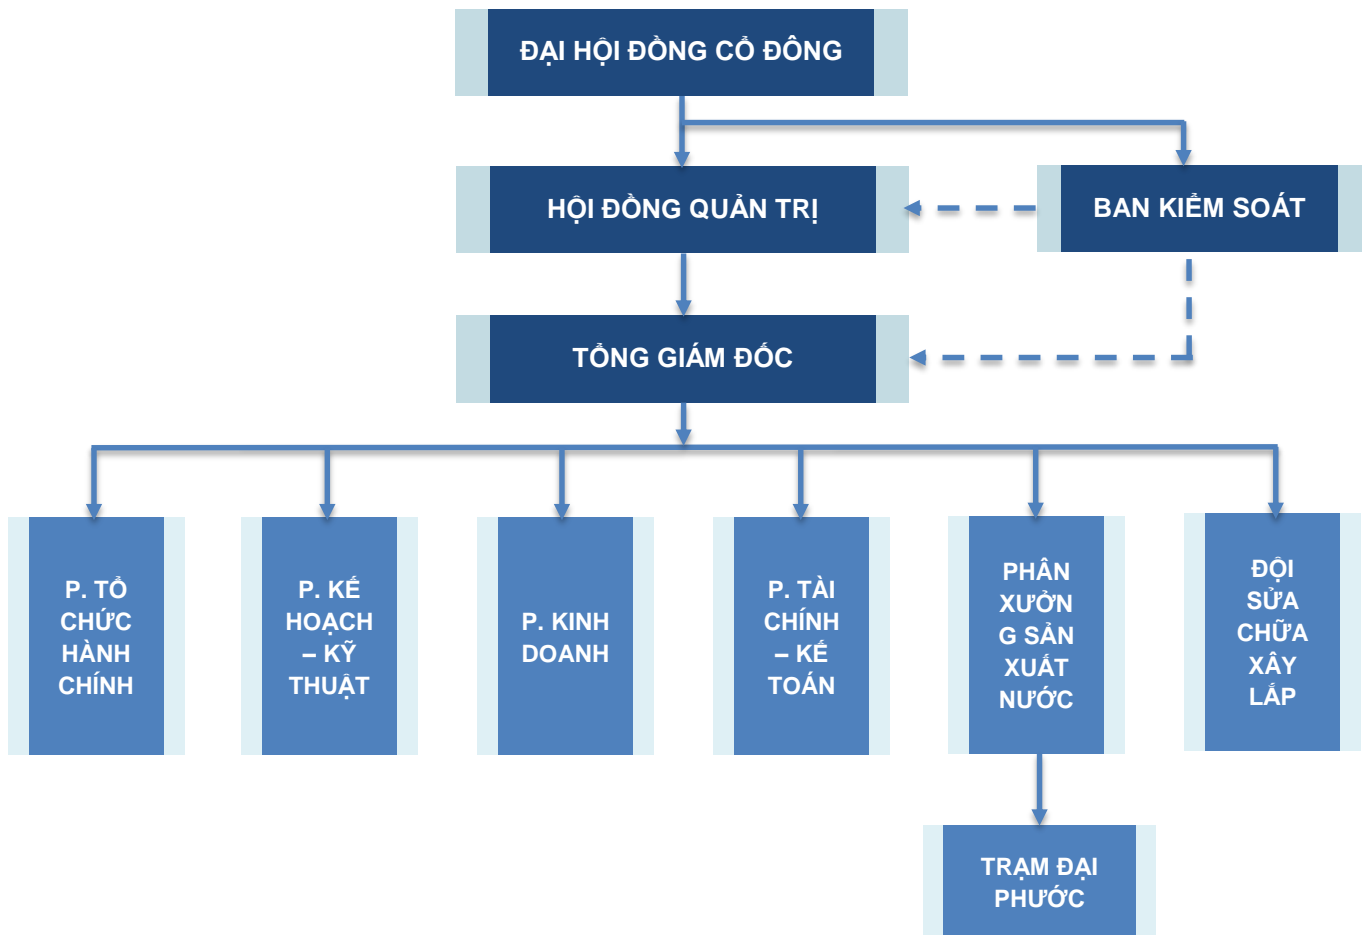 ĐẠI HỘI ĐỒNG CỔ ĐÔNG
HỘI ĐỒNG QUẢN TRỊ
BAN KIỂM SOÁT
TỔNG GIÁM ĐỐC
P. TỔ
CHỨC
HÀNH
CHÍNH
P. KẾ
HOẠCH
– KỸ
THUẬT
P. KINH
DOANH
P. TÀI
CHÍNH
– KẾ
TOÁN
PHÂN
XƯỞN
G SẢN
XUẤT
NƯỚC
ĐỘI
SỬA
CHỮA
XÂY
LẮP
TRẠM ĐẠI
PHƯỚC